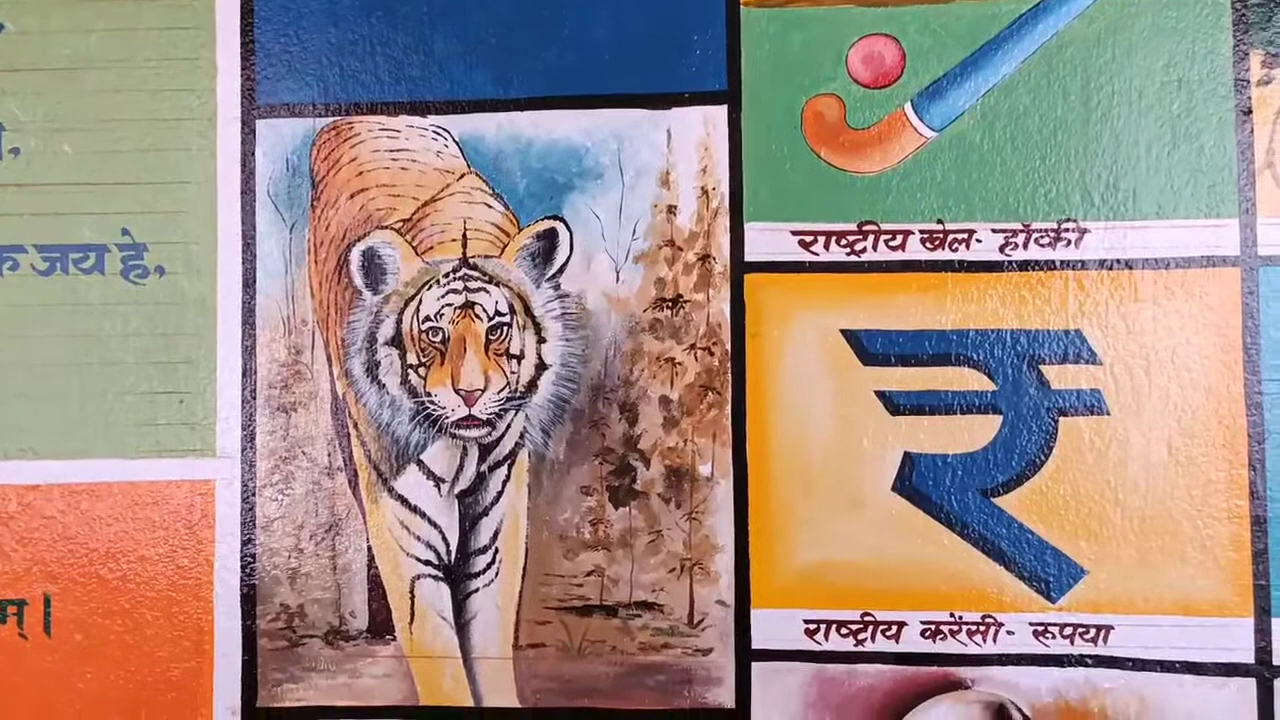 जय हे,
राष्ट्रीय खेल- हॉकी
₹
राष्ट्रीय करेंसी- रूपया